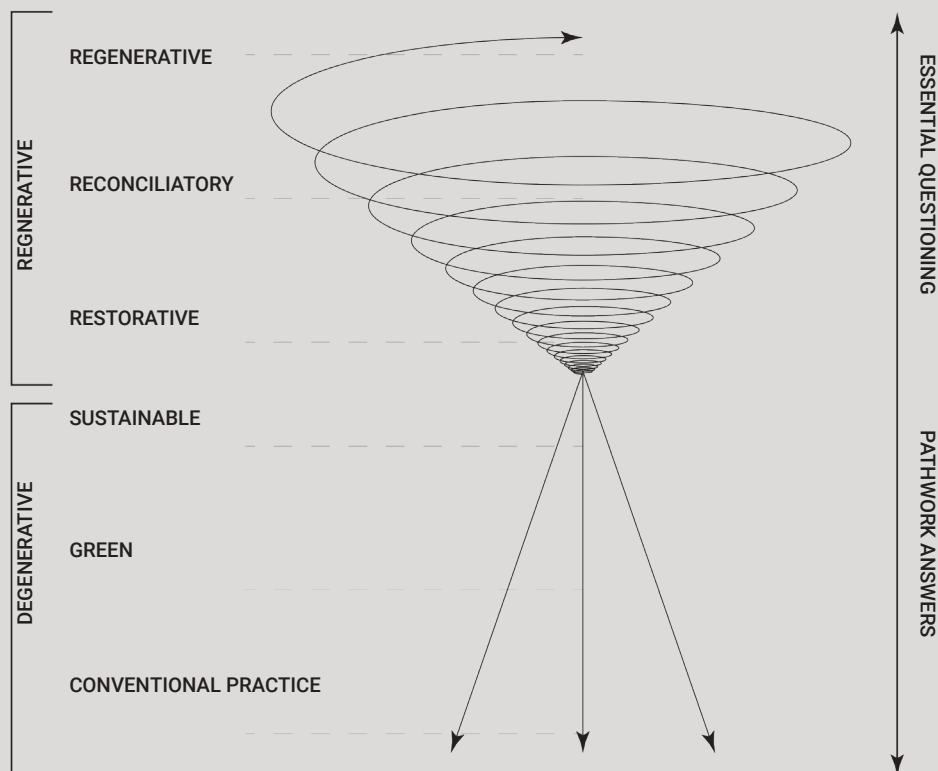 REGENERATIVE
RECONCILIATORY
REGNERATIVE
RESTORATIVE
SUSTAINABLE
GREEN
DEGENERATIVE
CONVENTIONAL PRACTICE
ESSENTIAL QUESTIONING
PATHWORK ANSWERS